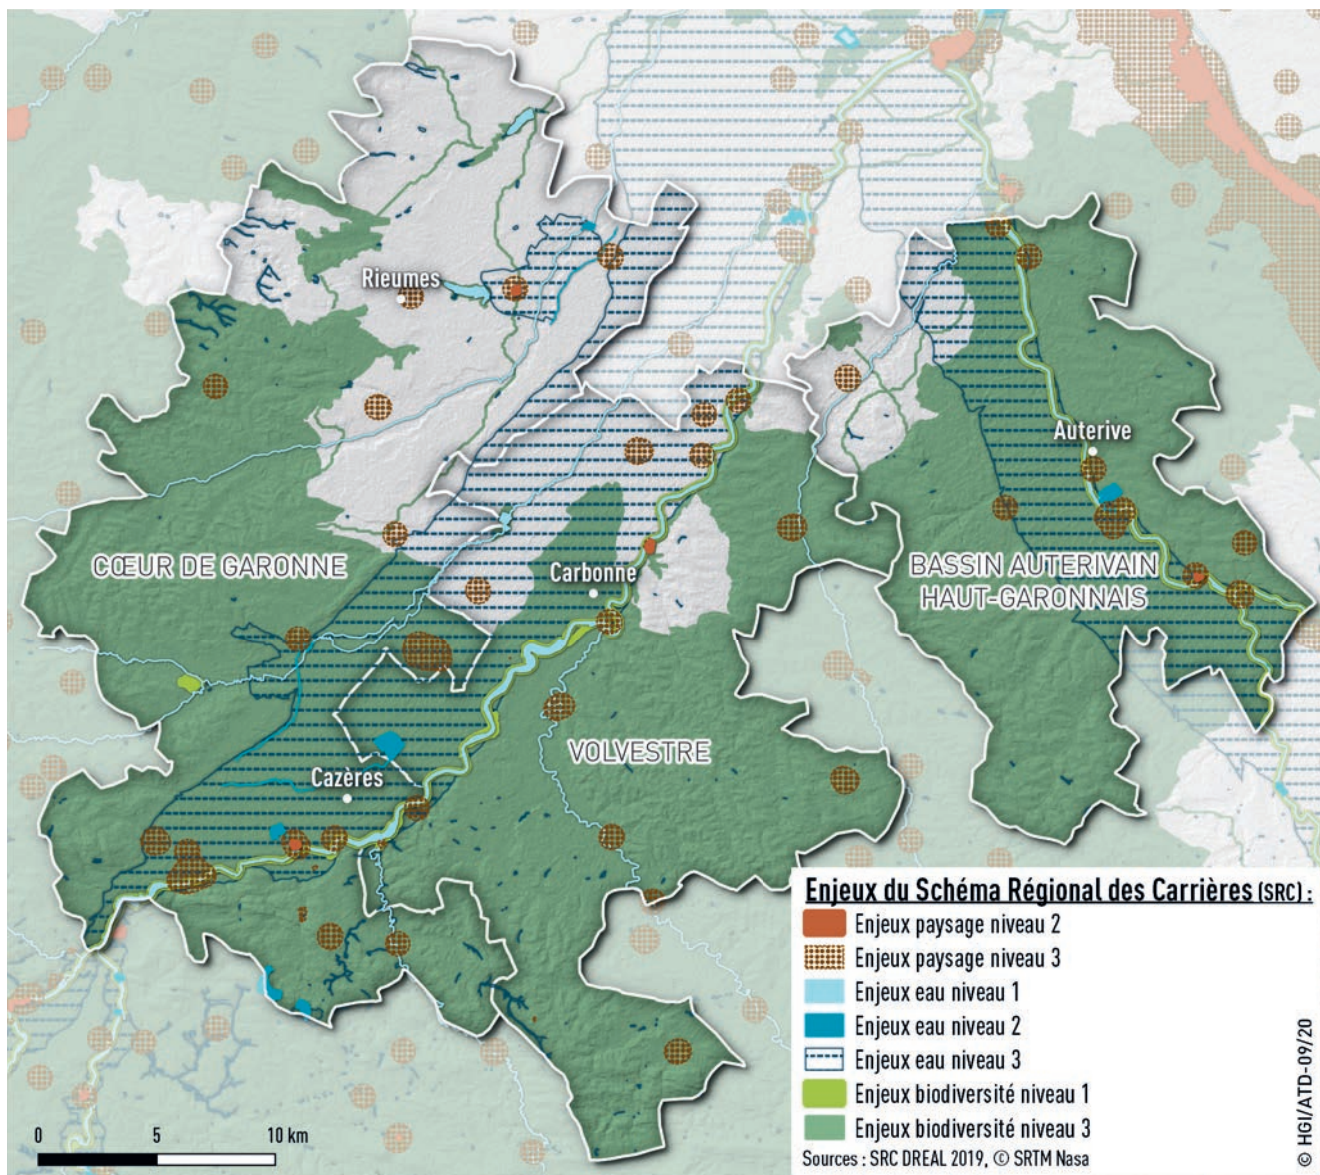 Rieumes
Auterive
CŒUR DE GARONNE
Carbonne
BASSIN AUTERIVAIN
HAUT-GARONNAIS
VOLVESTRE
Cazères
Enjeux du Schéma Régional des Carrières (SRC) :
Enjeux paysage niveau 2
Enjeux paysage niveau 3
Enjeux eau niveau 1
Enjeux eau niveau 2
Enjeux eau niveau 3
Enjeux biodiversité niveau 1
Enjeux biodiversité niveau 3
Sources : SRC DREAL 2019, © SRTM Nasa
© HGI/ATD-09/20
0 5 10 km